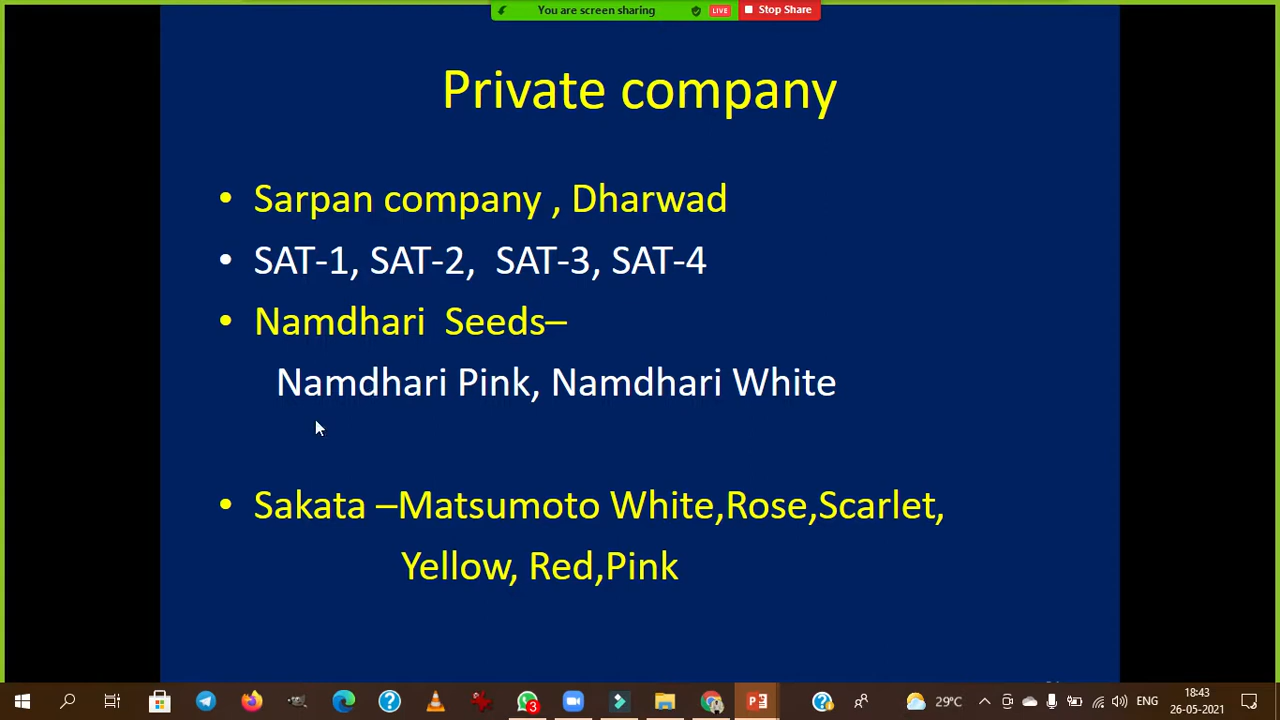 You are screen sharing LIVE Stop Share
Private company
• Sarpan company , Dharwad
• SAT-1, SAT-2, SAT-3, SAT-4
• Namdhari Seeds–
Namdhari Pink, Namdhari White
• Sakata –Matsumoto White,Rose,Scarlet,
Yellow, Red,Pink
3 29°C ENG 18:43
26-05-2021